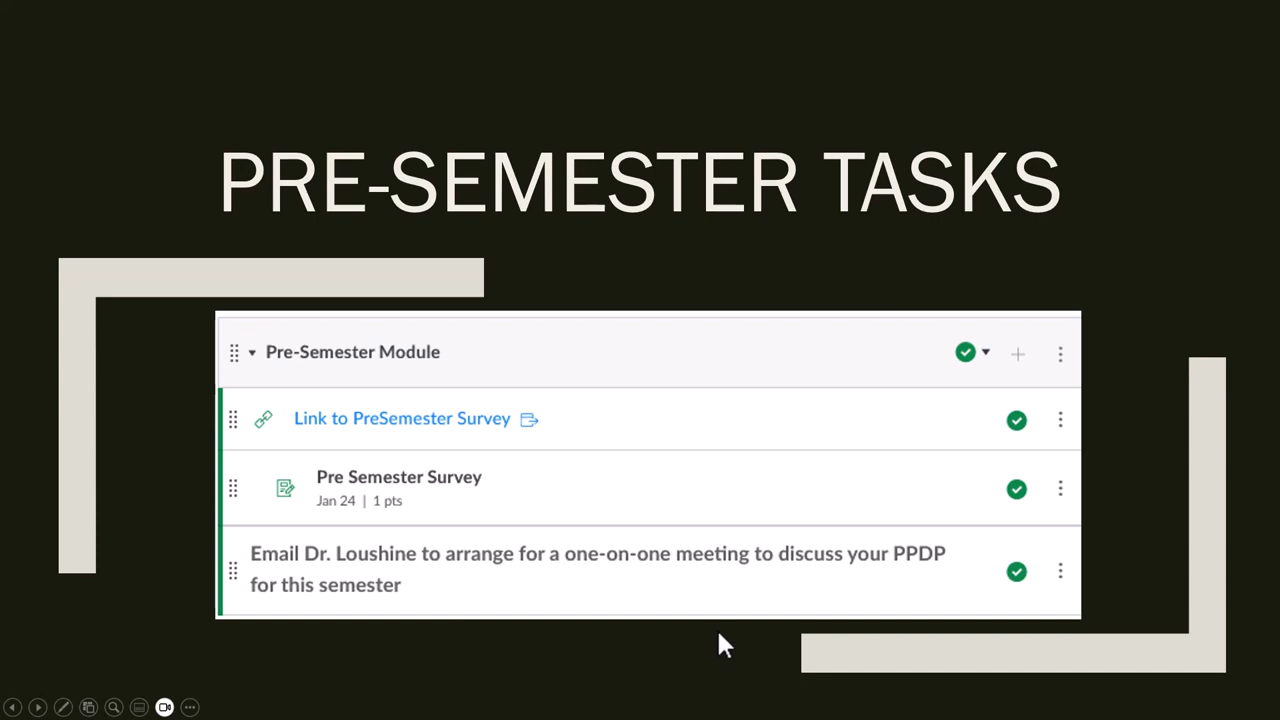 PRE-SEMESTER TASKS
Pre-Semester Module
Link to PreSemester Survey
Pre Semester Survey
Jan 24 | 1 pts
Email Dr. Loushine to arrange for a one-on-one meeting to discuss your PPDP
for this semester